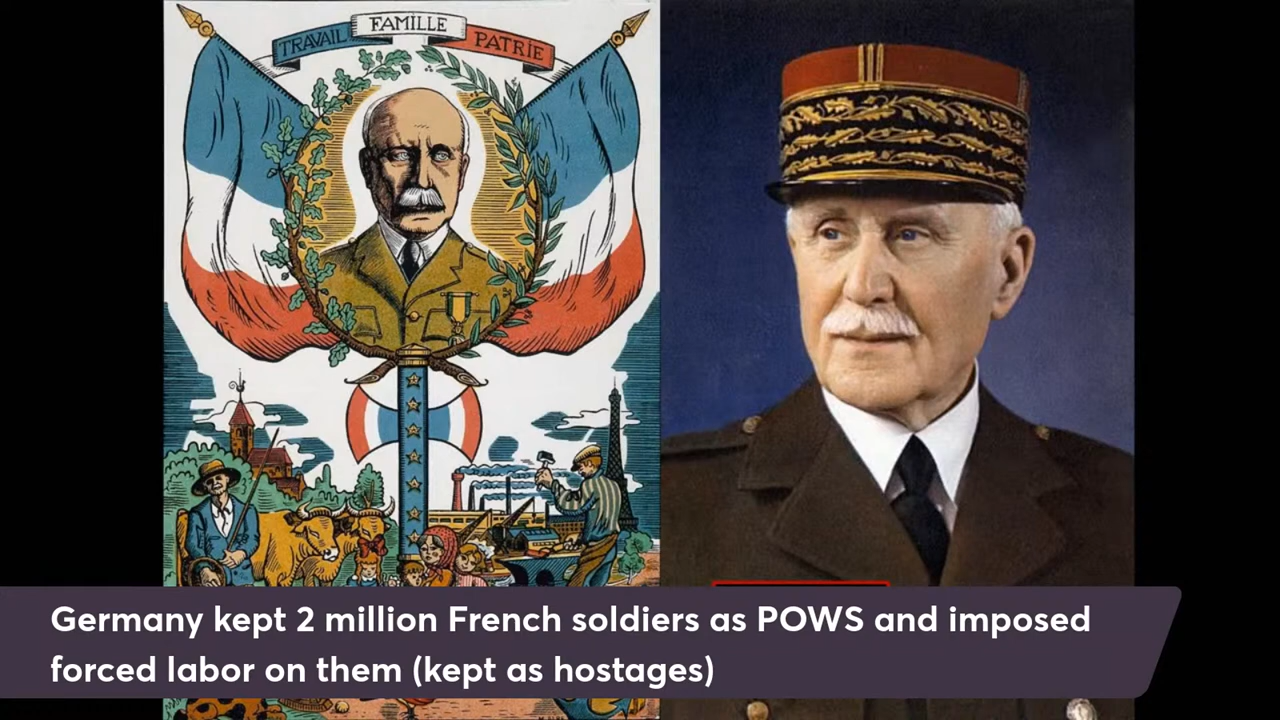 TRAVAIL FAMILLE PATRIE
Germany kept 2 million French soldiers as POWS and imposed
forced labor on them (kept as hostages)